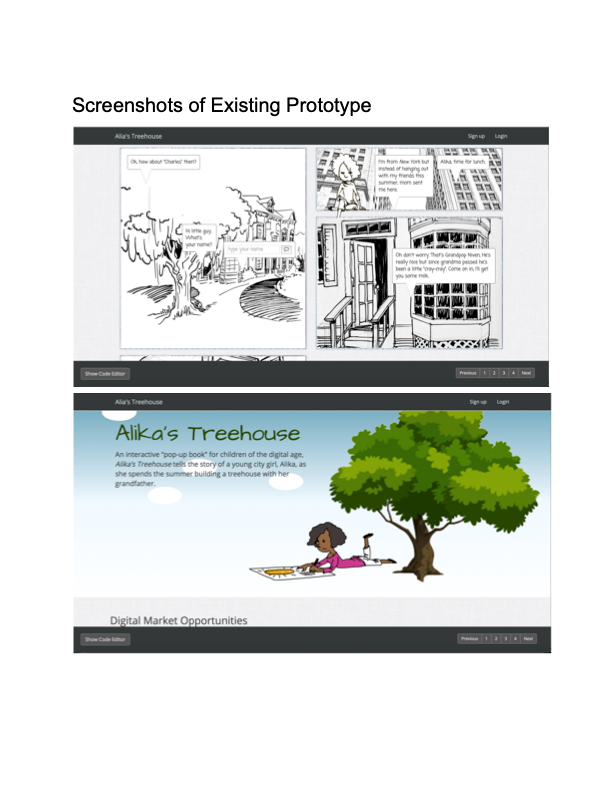 Screenshots of Existing Prototype
Alia's Treehouse
Sign up Login
Ok, how about "Charles" then?
Hi little guy.
What's
your name?
type your name
I'm from New York but
instead of hanging out
with my friends this
summer, mom sent
me here.
Alika, time for lunch.
Oh don't worry. That's Grandpop Niven. He's
really nice but since grandma passed he's
been a little "cray-cray". Come on in, I'll get
you some milk.
Show Code Editor
Previous 1 2 3 4 Next
Alia's Treehouse
Sign up Login
Alika's Treehouse
An interactive "pop-up book" for children of the digital age,
Alika's Treehouse tells the story of a young city girl, Alika, as
she spends the summer building a treehouse with her
grandfather.
Digital Market Opportunities
Show Code Editor
Previous 1 2 3 4 Next